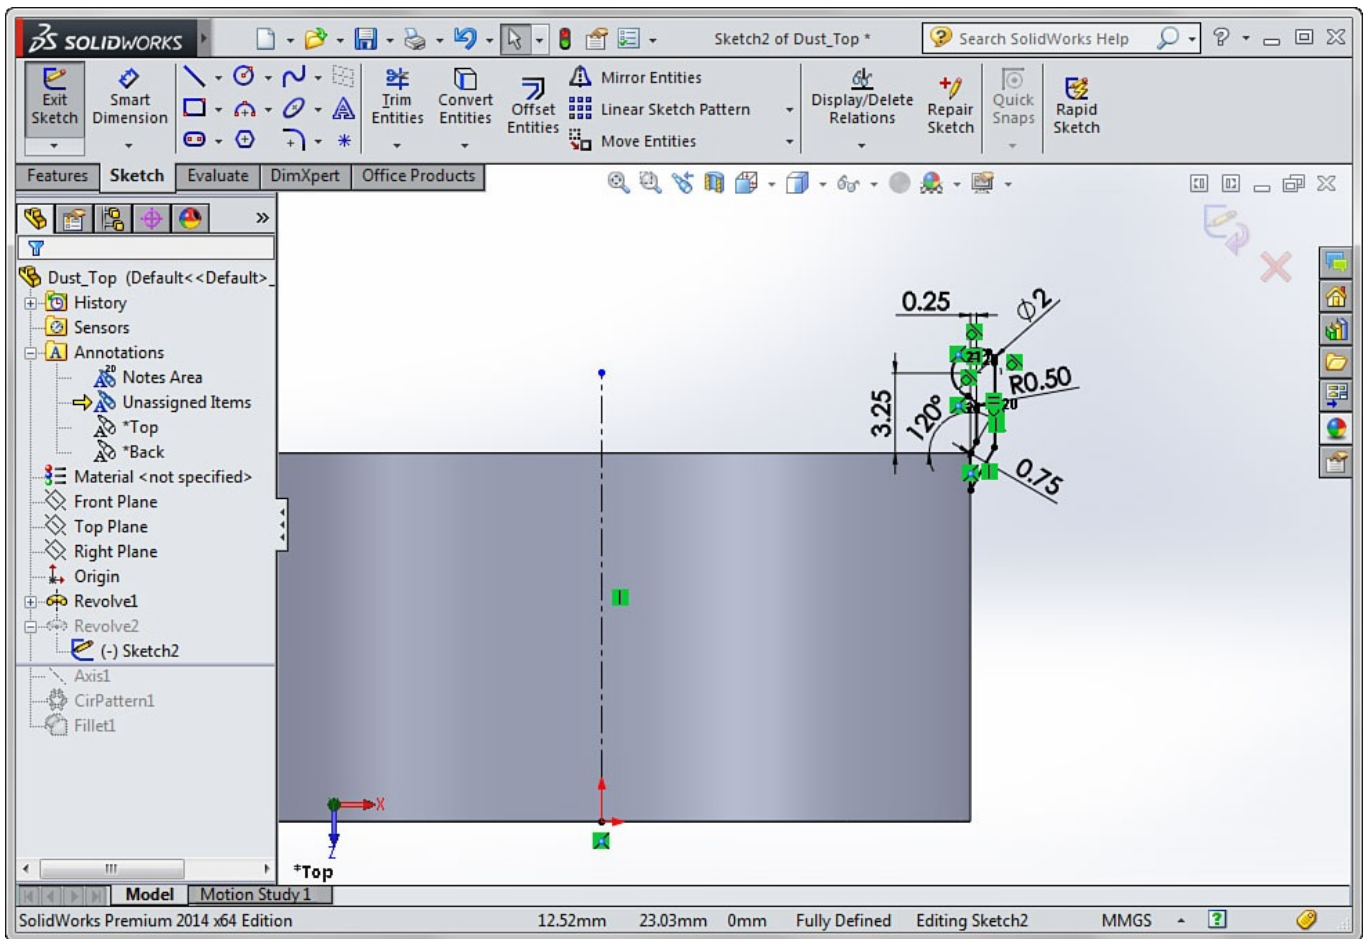 SOLIDWORKS
Sketch2 of Dust_Top *
Search SolidWorks Help
Exit Sketch
Smart Dimension
Trim Entities
Convert Entities
Offset Entities
Mirror Entities
Linear Sketch Pattern
Move Entities
Display/Delete Relations
Repair Sketch
Quick Snaps
Rapid Sketch
Features
Sketch
Evaluate
DimXpert
Office Products
Dust_Top (Default<<Default>_
History
Sensors
Annotations
Notes Area
Unassigned Items
*Top
*Back
Material <not specified>
Front Plane
Top Plane
Right Plane
Origin
Revolve1
Revolve2
(-) Sketch2
Axis1
CirPattern1
Fillet1
0.25
∅2
R0.50
20
3.25
120°
0.75
X
Z
*Top
Model
Motion Study 1
SolidWorks Premium 2014 x64 Edition
12.52mm
23.03mm
0mm
Fully Defined
Editing Sketch2
MMGS